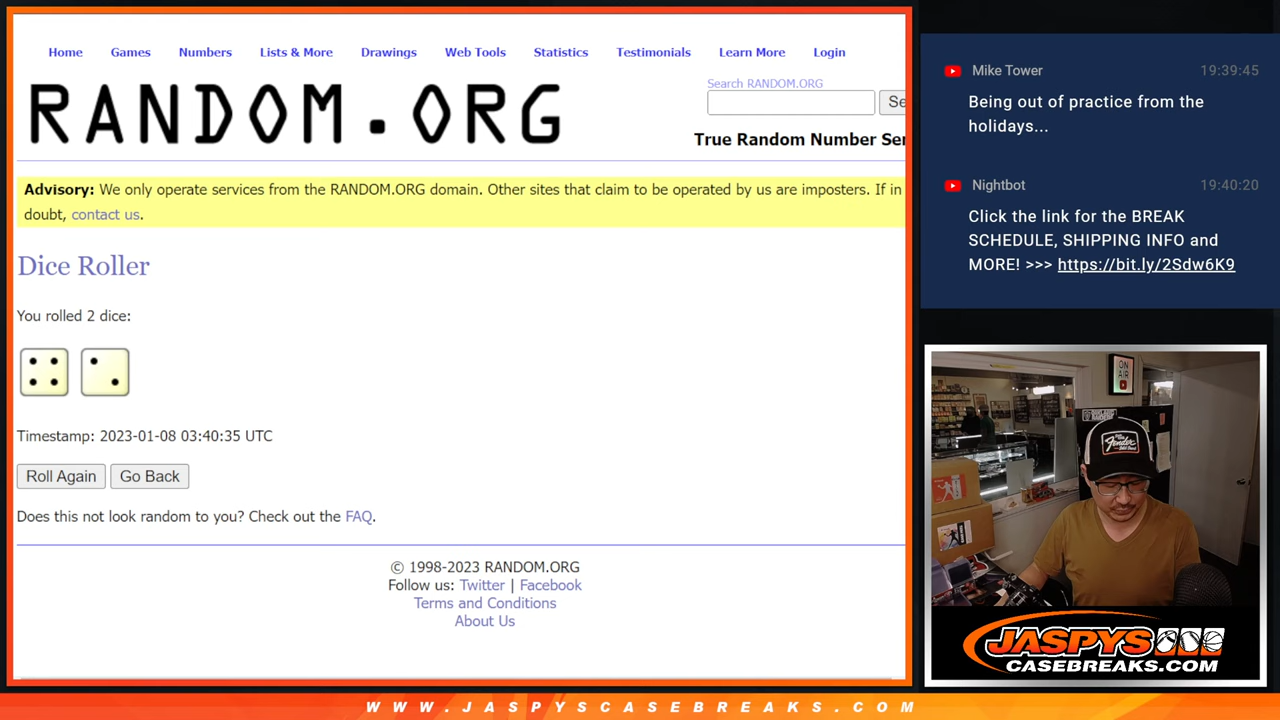 Home Games Numbers Lists & More Drawings Web Tools Statistics Testimonials Learn More Login
RANDOM.ORG
Search RANDOM.ORG
Se
True Random Number Ser
Advisory: We only operate services from the RANDOM.ORG domain. Other sites that claim to be operated by us are imposters. If in
doubt, contact us.
Dice Roller
You rolled 2 dice:
Timestamp: 2023-01-08 03:40:35 UTC
Roll Again Go Back
Does this not look random to you? Check out the FAQ.
© 1998-2023 RANDOM.ORG
Follow us: Twitter | Facebook
Terms and Conditions
About Us
Mike Tower 19:39:45
Being out of practice from the
holidays...
Nightbot 19:40:20
Click the link for the BREAK
SCHEDULE, SHIPPING INFO and
MORE! >>> https://bit.ly/2Sdw6K9
ON
AIR
Fender
JASPYS
CASEBREAKS.COM
WWW.JASPYSCASEBREAKS.COM